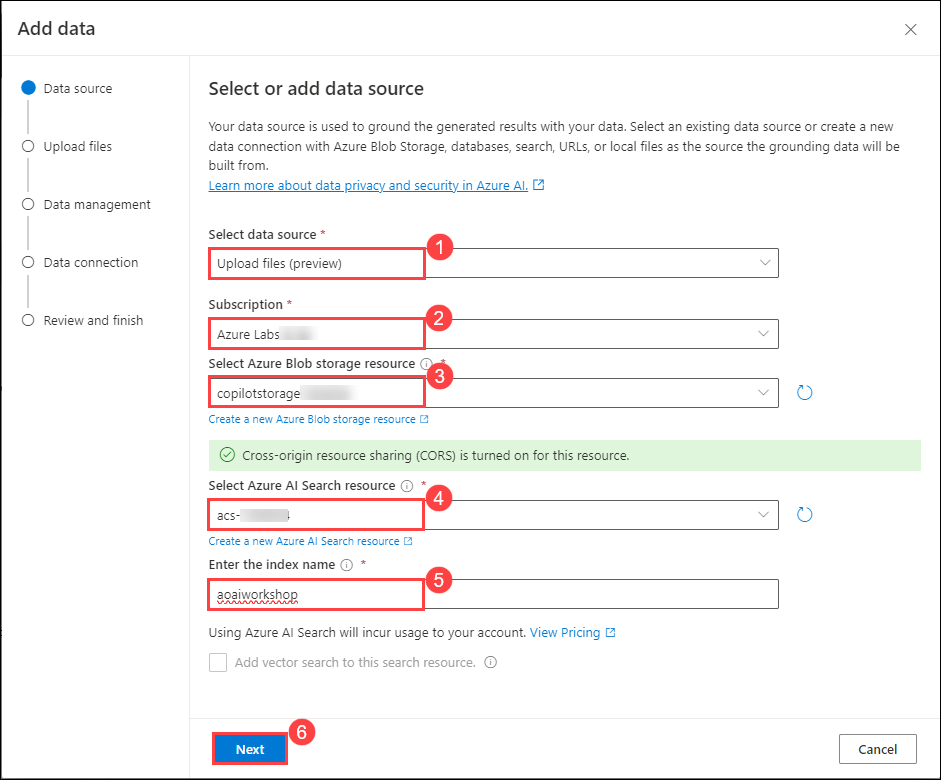 Add data
Data source
Upload files
Data management
Data connection
Review and finish
Select or add data source
Your data source is used to ground the generated results with your data. Select an existing data source or create a new
data connection with Azure Blob Storage, databases, search, URLs, or local files as the source the grounding data will be
built from.
Learn more about data privacy and security in Azure AI.
Select data source *
1
Upload files (preview)
Subscription *
2
Azure Labs
Select Azure Blob storage resource *
3
copilotstorage
Create a new Azure Blob storage resource
Cross-origin resource sharing (CORS) is turned on for this resource.
Select Azure AI Search resource *
4
acs-
Create a new Azure AI Search resource
Enter the index name *
5
aoaiworkshop
Using Azure AI Search will incur usage to your account. View Pricing
Add vector search to this search resource.
6
Next
Cancel